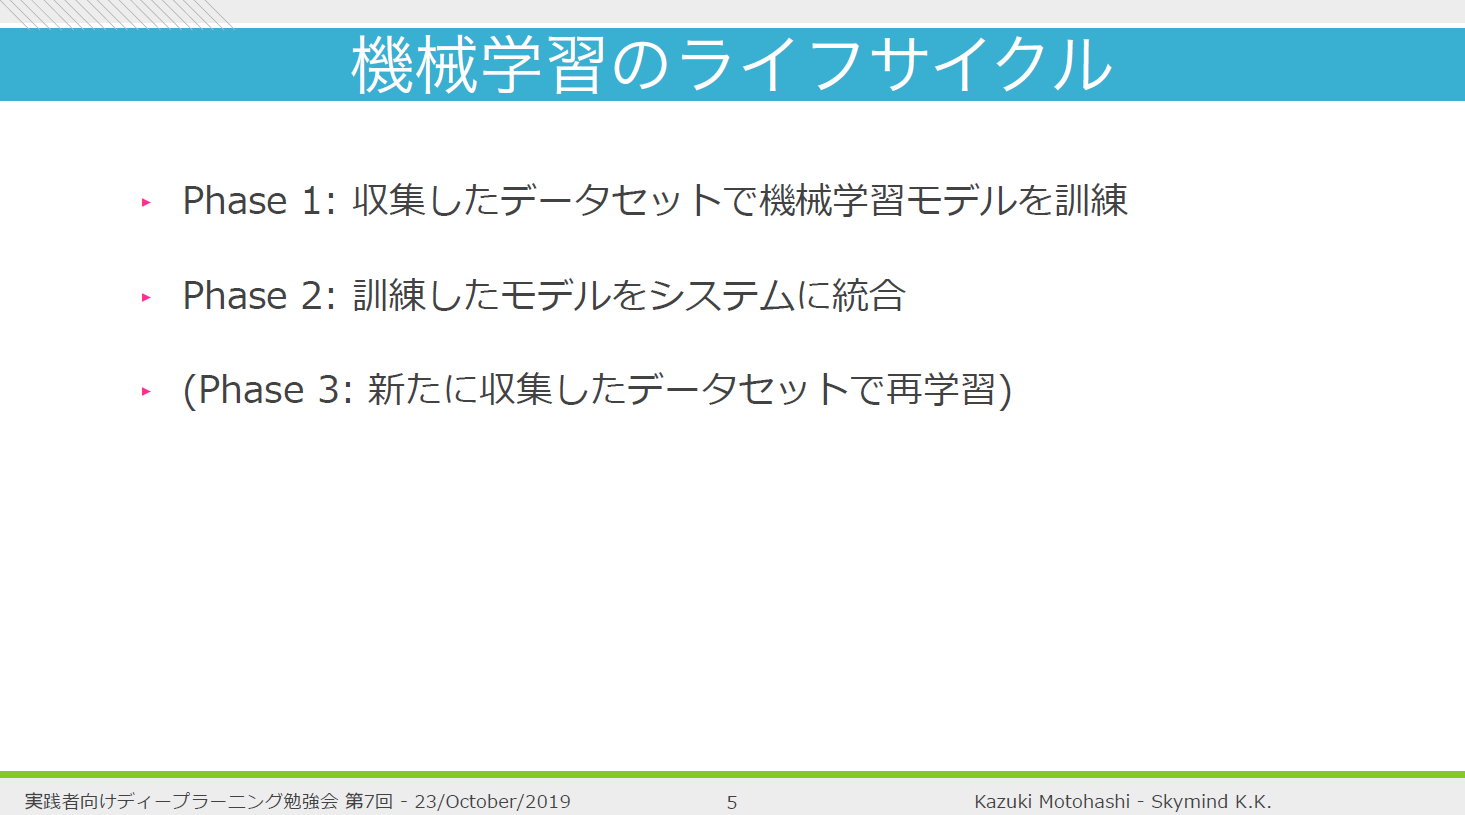 機械学習のライフサイクル
▸ Phase 1: 収集したデータセットで機械学習モデルを訓練
▸ Phase 2: 訓練したモデルをシステムに統合
▸ (Phase 3: 新たに収集したデータセットで再学習)
実践者向けディープラーニング勉強会 第7回 - 23/October/2019
5
Kazuki Motohashi - Skymind K.K.